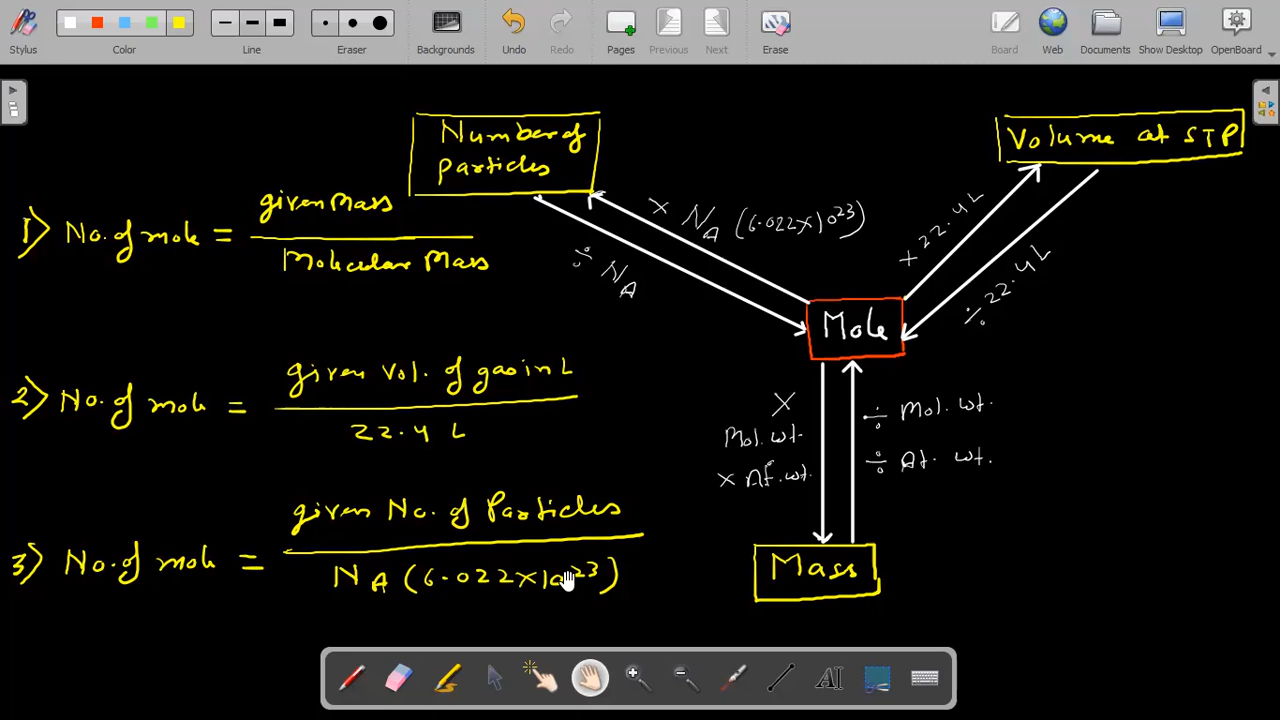 Stylus
Color
Line
Eraser
Backgrounds
Undo
Redo
Pages
Previous
Next
Erase
Board
Web
Documents
Show Desktop
OpenBoard
Number of
particles
Volume at STP
1) No. of mole = given Mass
Molecular Mass
× NA (6.022×10²³)
÷ NA
× 22.4 L
÷ 22.4 L
Mole
2) No. of mole = given vol. of gas in L
22.4 L
×
Mol. wt.
× At. wt.
÷ Mol. wt.
÷ At. wt.
3) No. of mole = given No. of Particles
NA (6.022×10²³)
Mass
AI